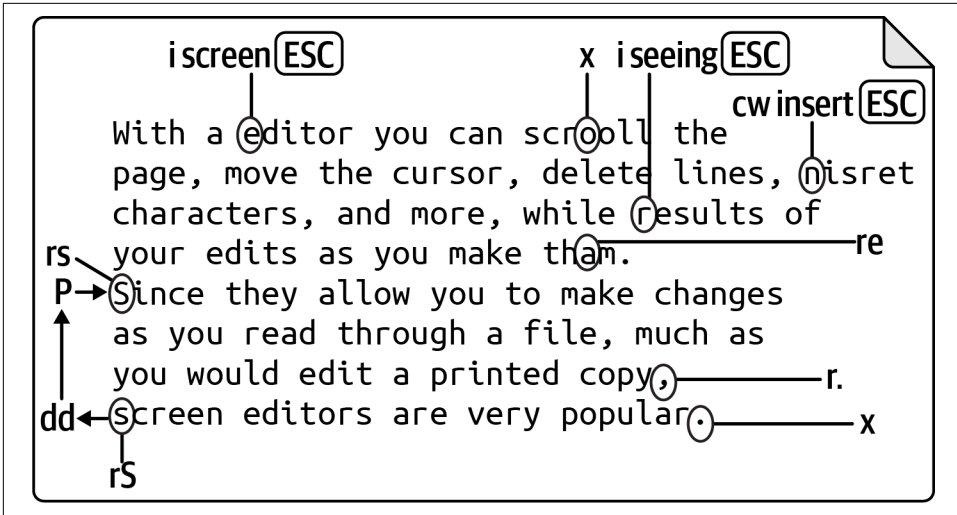 i screen ESC
x
i seeing ESC
cw insert ESC
With a editor you can scrooll the
page, move the cursor, delete lines, nisret
characters, and more, while results of
your edits as you make tham.
re
rs
P
Since they allow you to make changes
as you read through a file, much as
you would edit a printed copy,
r.
dd
screen editors are very popular.
x
rS